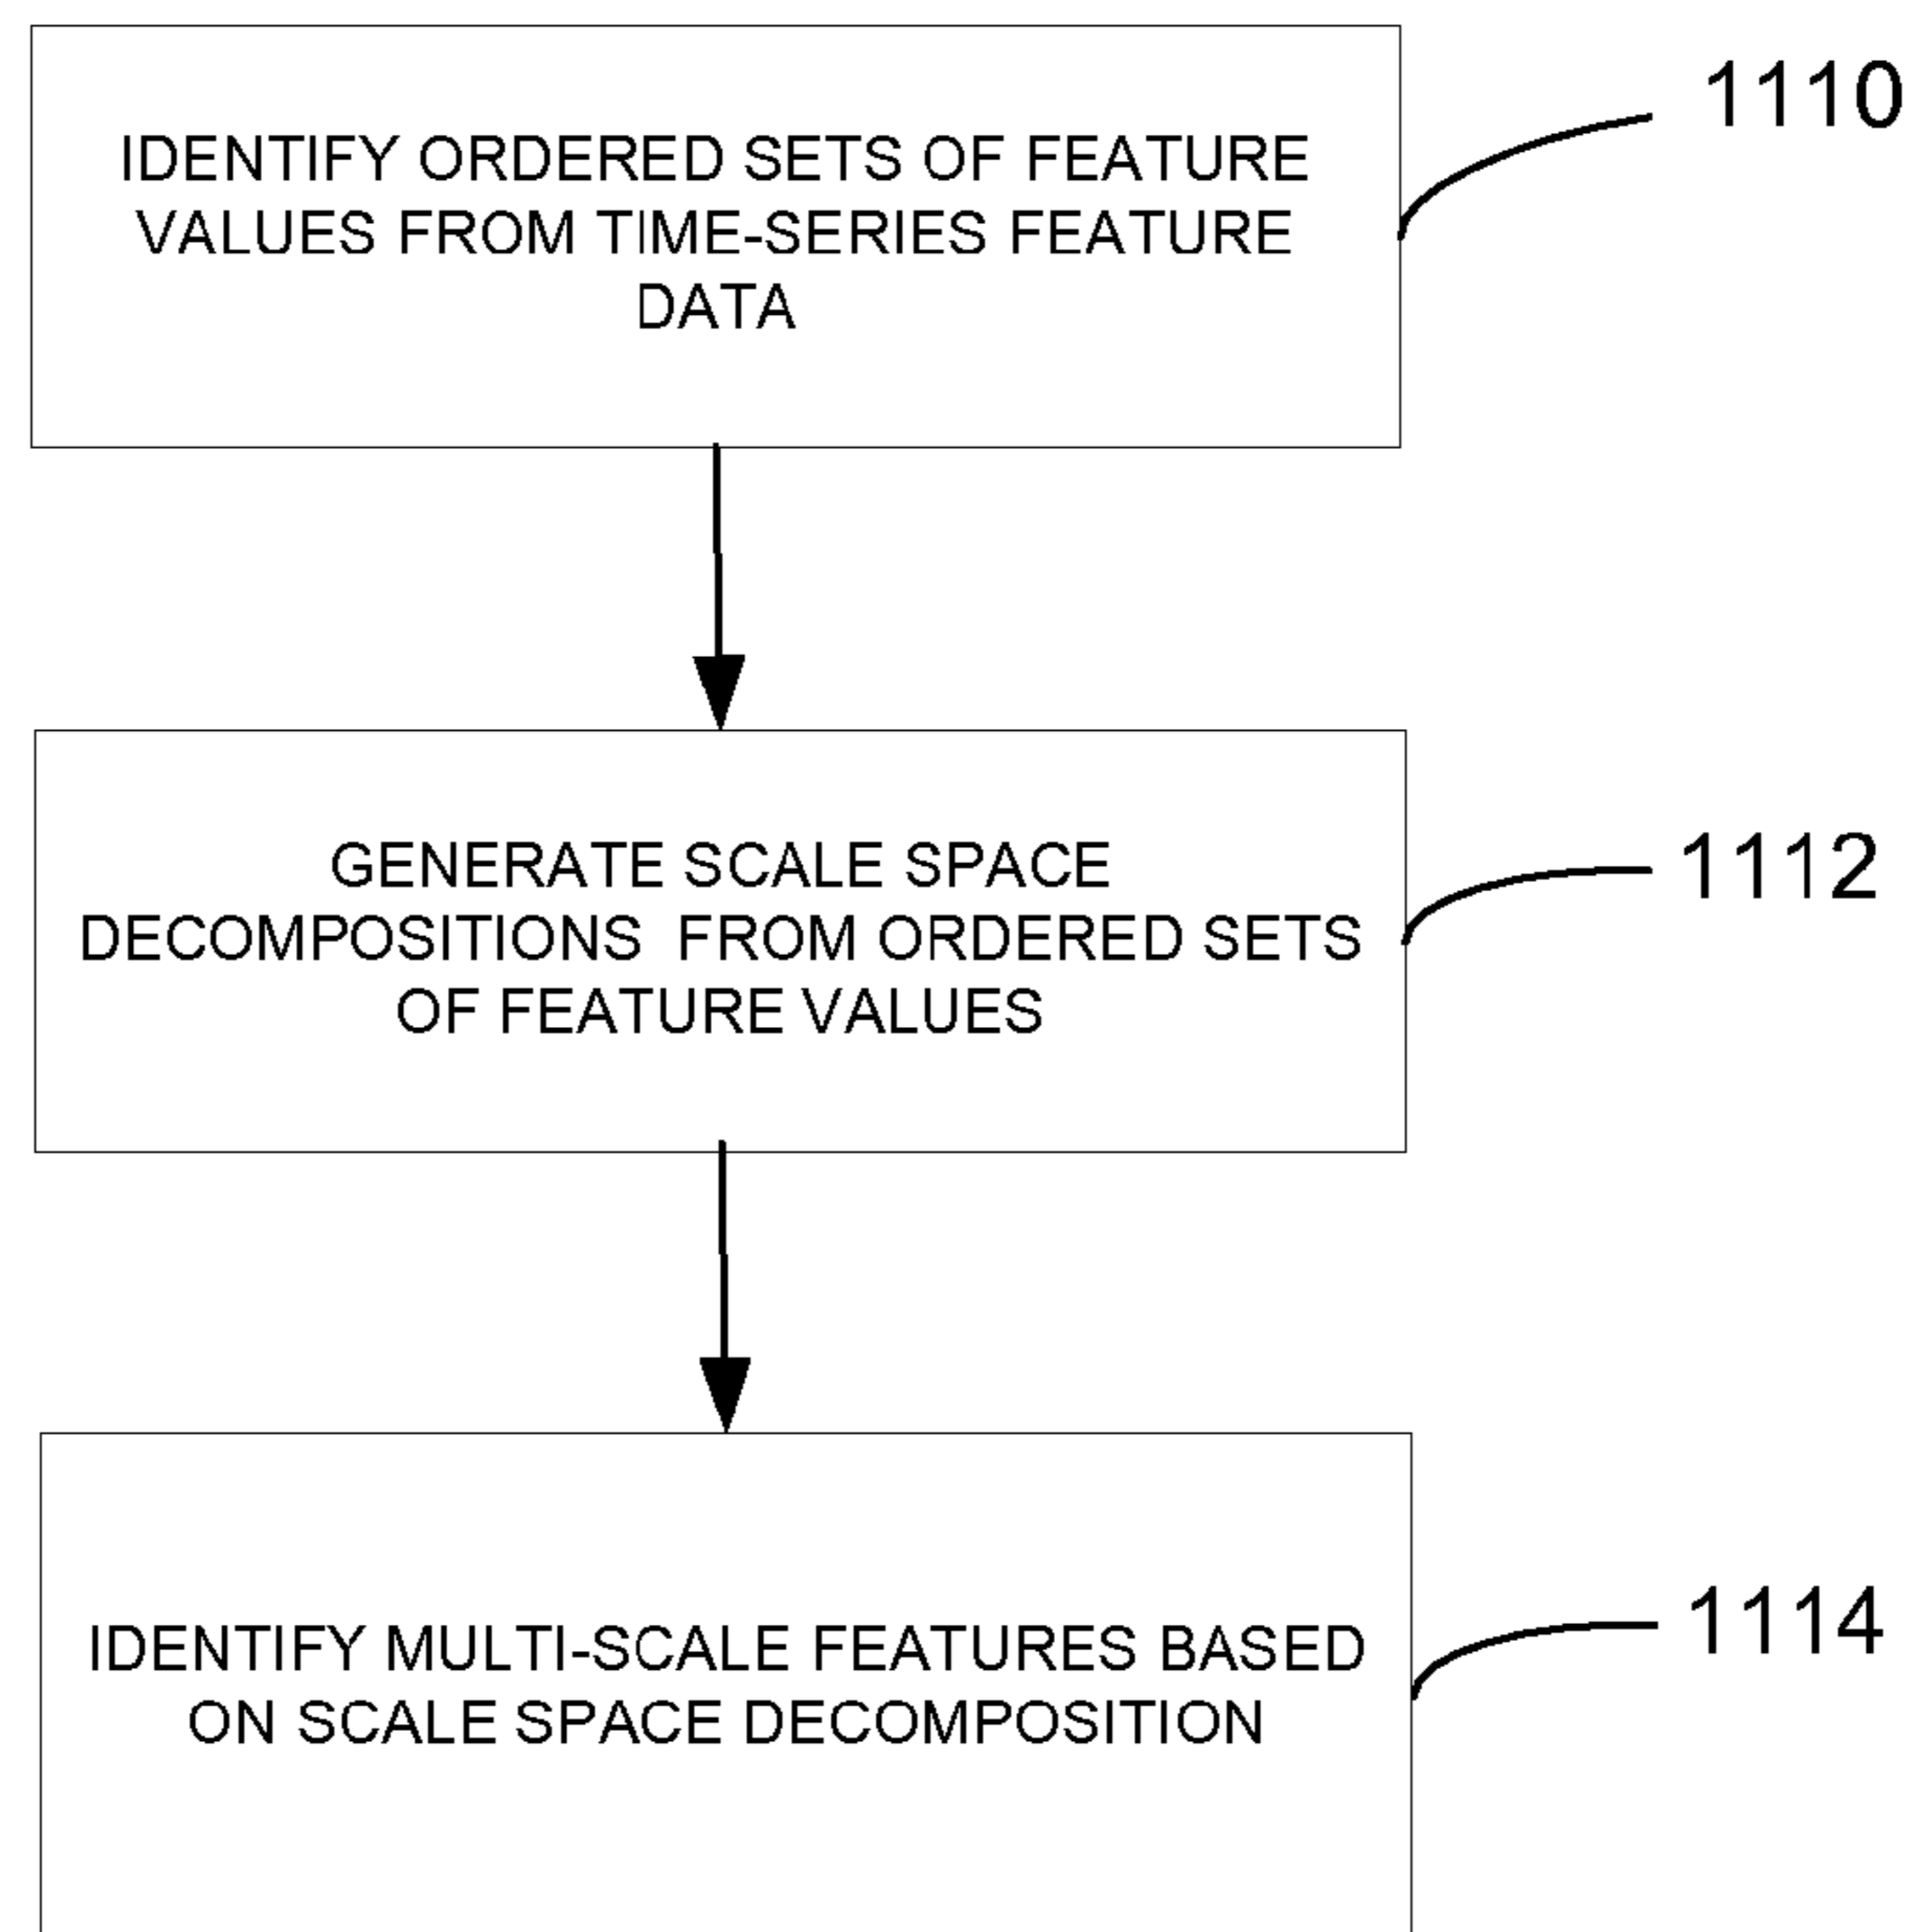 1110
IDENTIFY ORDERED SETS OF FEATURE
VALUES FROM TIME-SERIES FEATURE
DATA
1112
GENERATE SCALE SPACE
DECOMPOSITIONS FROM ORDERED SETS
OF FEATURE VALUES
1114
IDENTIFY MULTI-SCALE FEATURES BASED
ON SCALE SPACE DECOMPOSITION